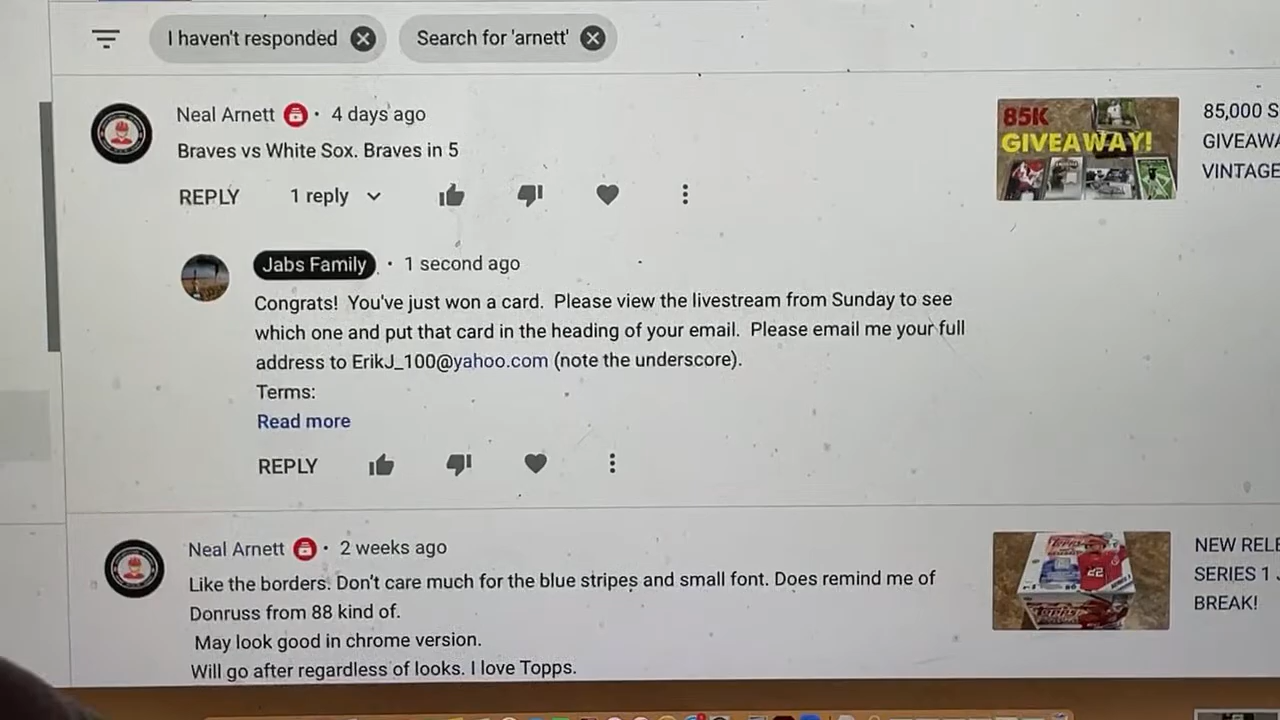 I haven't responded
Search for 'arnett'
Neal Arnett · 4 days ago
Braves vs White Sox. Braves in 5
REPLY 1 reply
85K
GIVEAWAY!
85,000 S
GIVEAWA
VINTAGE
Jabs Family · 1 second ago
Congrats! You've just won a card. Please view the livestream from Sunday to see
which one and put that card in the heading of your email. Please email me your full
address to ErikJ_100@yahoo.com (note the underscore).
Terms:
Read more
REPLY
Neal Arnett · 2 weeks ago
Like the borders. Don't care much for the blue stripes and small font. Does remind me of
Donruss from 88 kind of.
May look good in chrome version.
Will go after regardless of looks. I love Topps.
Topps
22
Topps
NEW RELE
SERIES 1
BREAK!